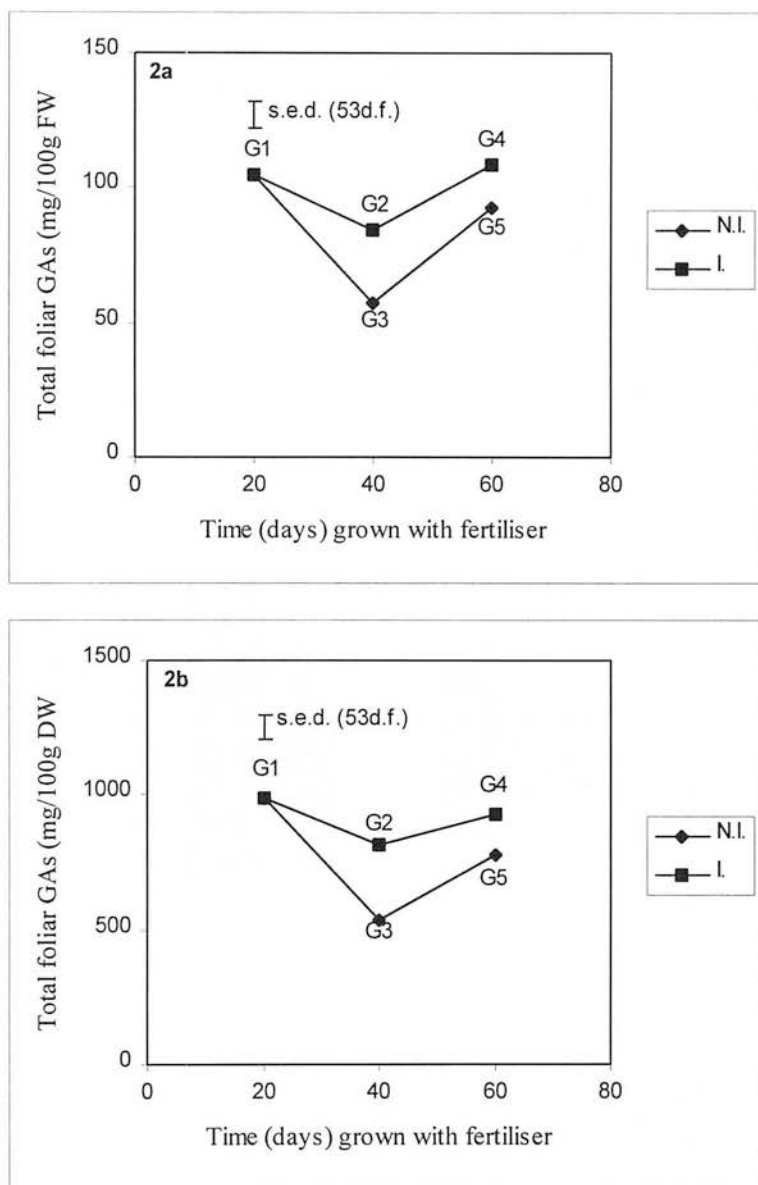 2a
150
100
50
0
Total foliar GAs (mg/100g FW)
s.e.d. (53d.f.)
G1
G2
G3
G4
G5
0 20 40 60 80
Time (days) grown with fertiliser
N.I.
I.
2b
1500
1000
500
0
Total foliar GAs (mg/100g DW)
s.e.d. (53d.f.)
G1
G2
G3
G4
G5
0 20 40 60 80
Time (days) grown with fertiliser
N.I.
I.